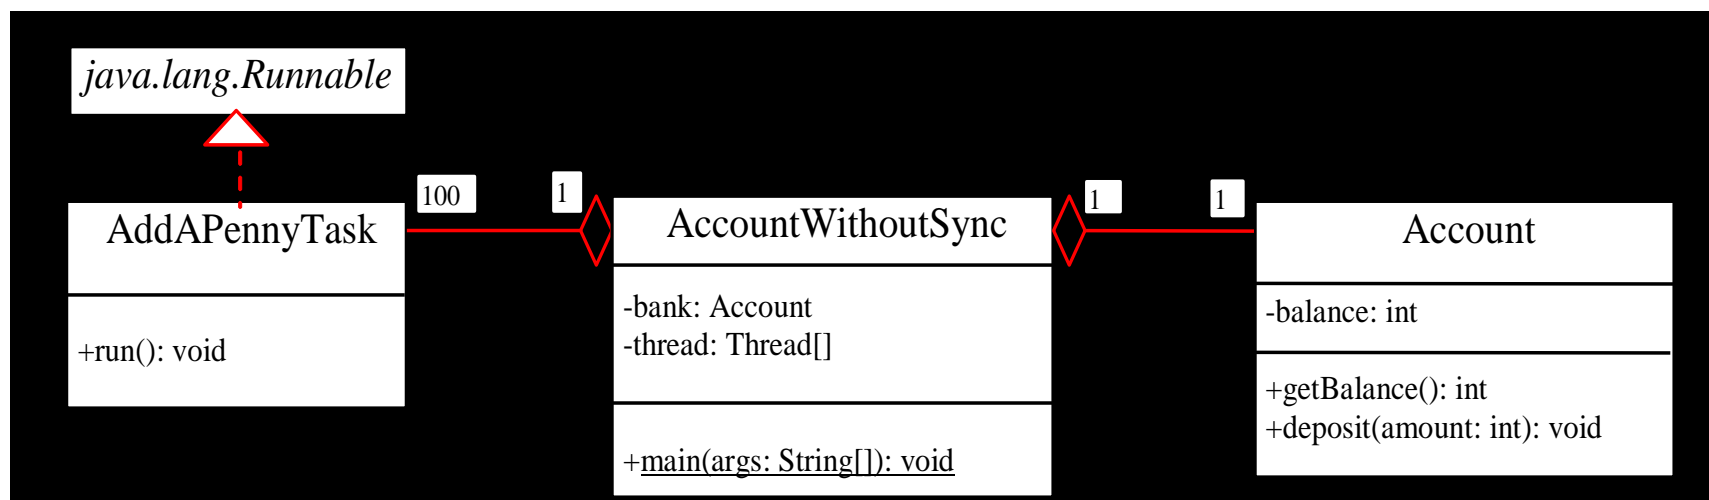 java.lang.Runnable
AddAPennyTask
+run(): void
100
1
AccountWithoutSync
-bank: Account
-thread: Thread[]
+main(args: String[]): void
1
1
Account
-balance: int
+getBalance(): int
+deposit(amount: int): void